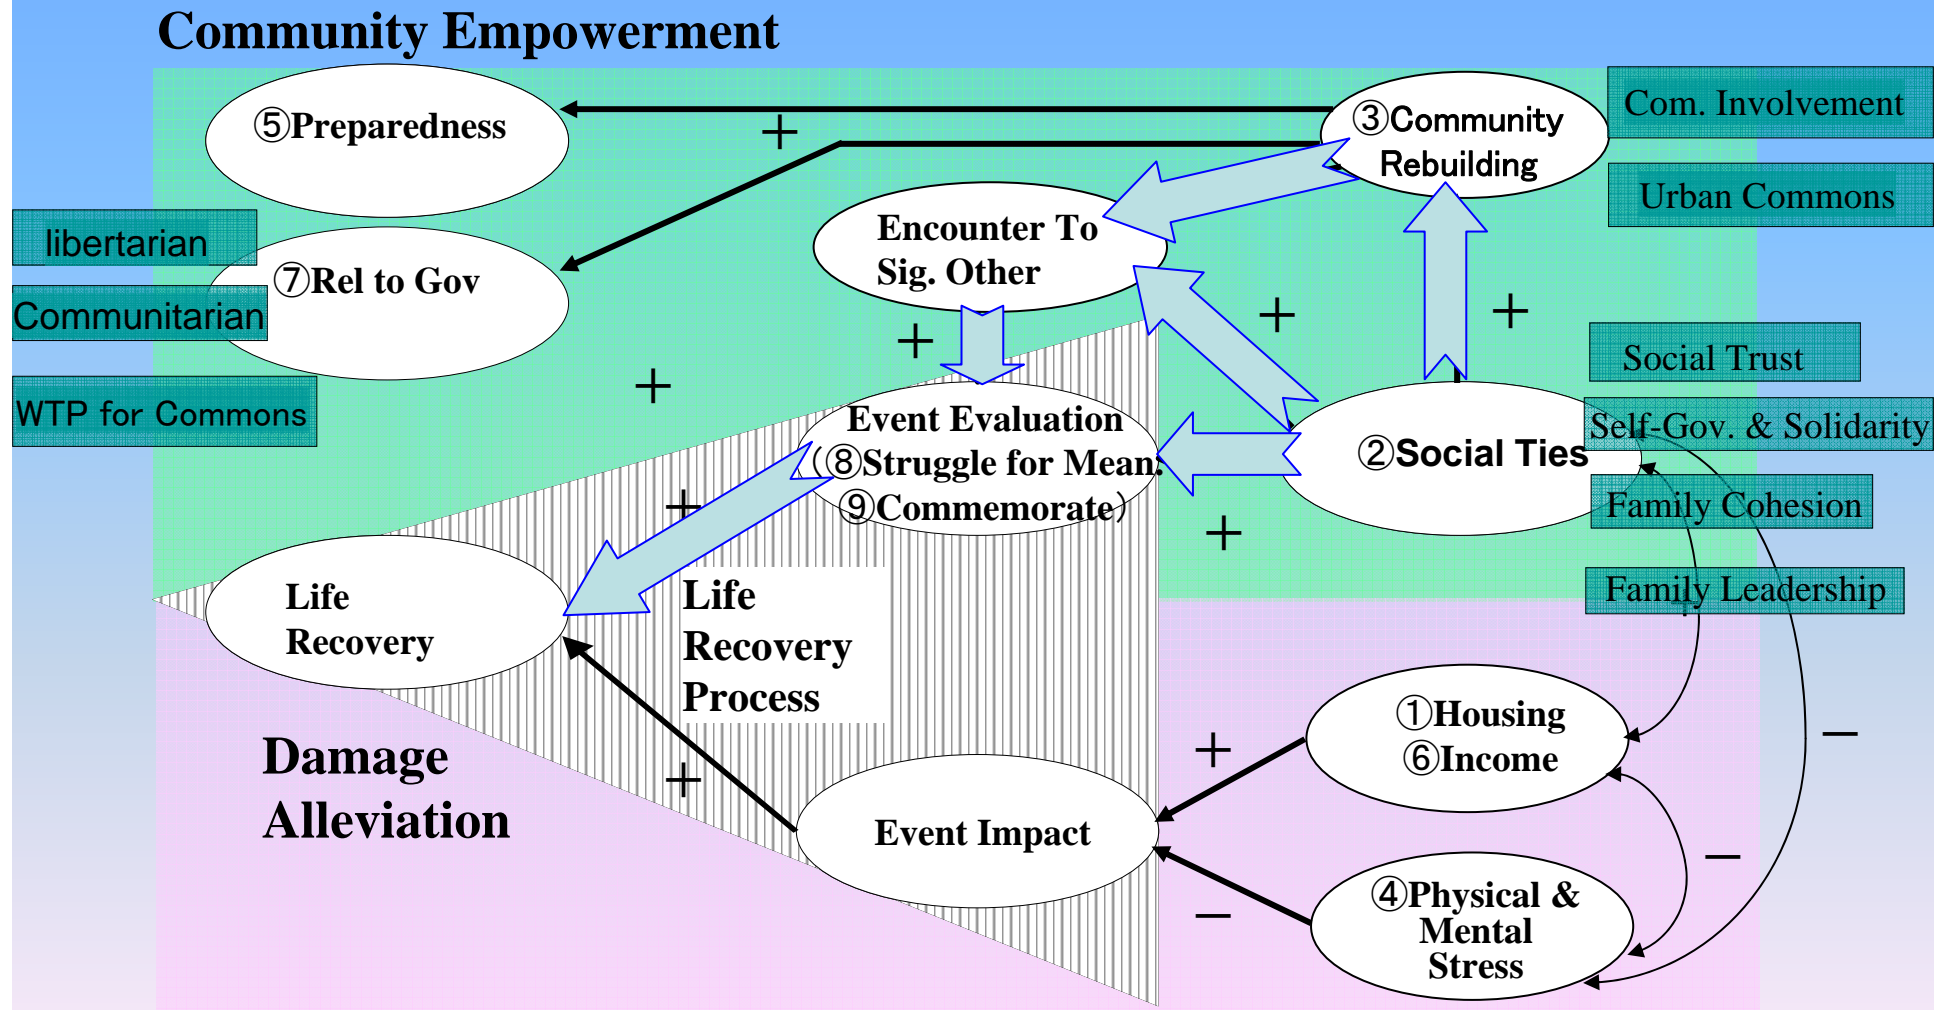 Community Empowerment
⑤Preparedness
③Community
Rebuilding
Com. Involvement
Urban Commons
libertarian
⑦Rel to Gov
Communitarian
WTP for Commons
Encounter To
Sig. Other
+
+
+
+
+
Social Trust
Event Evaluation
(⑧Struggle for Mean.
⑨Commemorate)
②Social Ties
Self-Gov. & Solidarity
Family Cohesion
Family Leadership
+
+
+
Life
Recovery
Life
Recovery
Process
Damage
Alleviation
+
+
①Housing
⑥Income
−
−
−
Event Impact
④Physical &
Mental
Stress